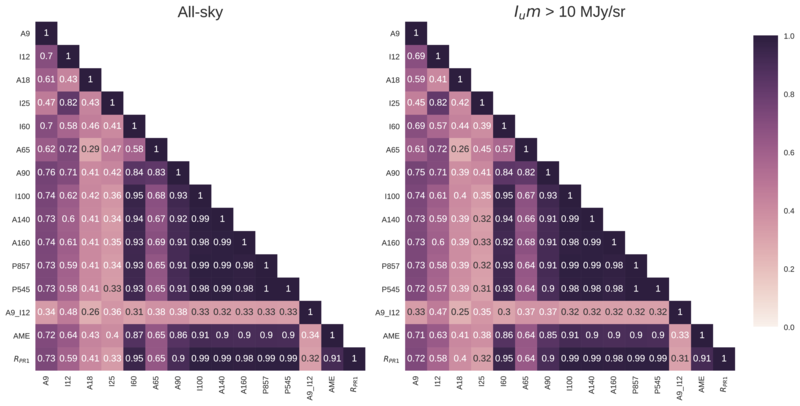 All-sky
A9 1
I12 0.7 1
A18 0.61 0.43 1
I25 0.47 0.82 0.43 1
I60 0.7 0.58 0.46 0.41 1
A65 0.62 0.72 0.29 0.47 0.58 1
A90 0.76 0.71 0.41 0.42 0.84 0.83 1
I100 0.74 0.62 0.42 0.36 0.95 0.68 0.93 1
A140 0.73 0.6 0.41 0.34 0.94 0.67 0.92 0.99 1
A160 0.74 0.61 0.41 0.35 0.93 0.69 0.91 0.98 0.99 1
P857 0.73 0.59 0.41 0.34 0.93 0.65 0.91 0.99 0.99 0.98 1
P545 0.73 0.58 0.41 0.33 0.93 0.65 0.91 0.99 0.99 0.98 1 1
A9_I12 0.34 0.48 0.26 0.36 0.31 0.38 0.38 0.33 0.32 0.33 0.33 0.33 1
AME 0.72 0.64 0.43 0.4 0.87 0.65 0.86 0.91 0.9 0.9 0.9 0.9 0.34 1
R_PR1 0.73 0.59 0.41 0.33 0.95 0.65 0.9 0.99 0.99 0.98 0.99 0.99 0.32 0.91 1
A9 I12 A18 I25 I60 A65 A90 I100 A140 A160 P857 P545 A9_I12 AME R_PR1
I_um > 10 MJy/sr
A9 1
I12 0.69 1
A18 0.59 0.41 1
I25 0.45 0.82 0.42 1
I60 0.69 0.57 0.44 0.39 1
A65 0.61 0.72 0.26 0.45 0.57 1
A90 0.75 0.71 0.39 0.41 0.84 0.82 1
I100 0.74 0.61 0.4 0.35 0.95 0.67 0.93 1
A140 0.73 0.59 0.39 0.32 0.94 0.66 0.91 0.99 1
A160 0.73 0.6 0.39 0.33 0.92 0.68 0.91 0.98 0.99 1
P857 0.73 0.58 0.39 0.32 0.93 0.64 0.91 0.99 0.99 0.98 1
P545 0.72 0.57 0.39 0.31 0.93 0.64 0.9 0.99 0.99 0.98 1 1
A9_I12 0.33 0.47 0.25 0.35 0.3 0.37 0.37 0.32 0.32 0.32 0.32 0.32 1
AME 0.71 0.63 0.41 0.38 0.86 0.64 0.85 0.91 0.9 0.9 0.9 0.9 0.33 1
R_PR1 0.72 0.58 0.4 0.32 0.95 0.64 0.9 0.99 0.99 0.98 0.99 0.99 0.31 0.91 1
A9 I12 A18 I25 I60 A65 A90 I100 A140 A160 P857 P545 A9_I12 AME R_PR1
1.0
0.8
0.6
0.4
0.2
0.0